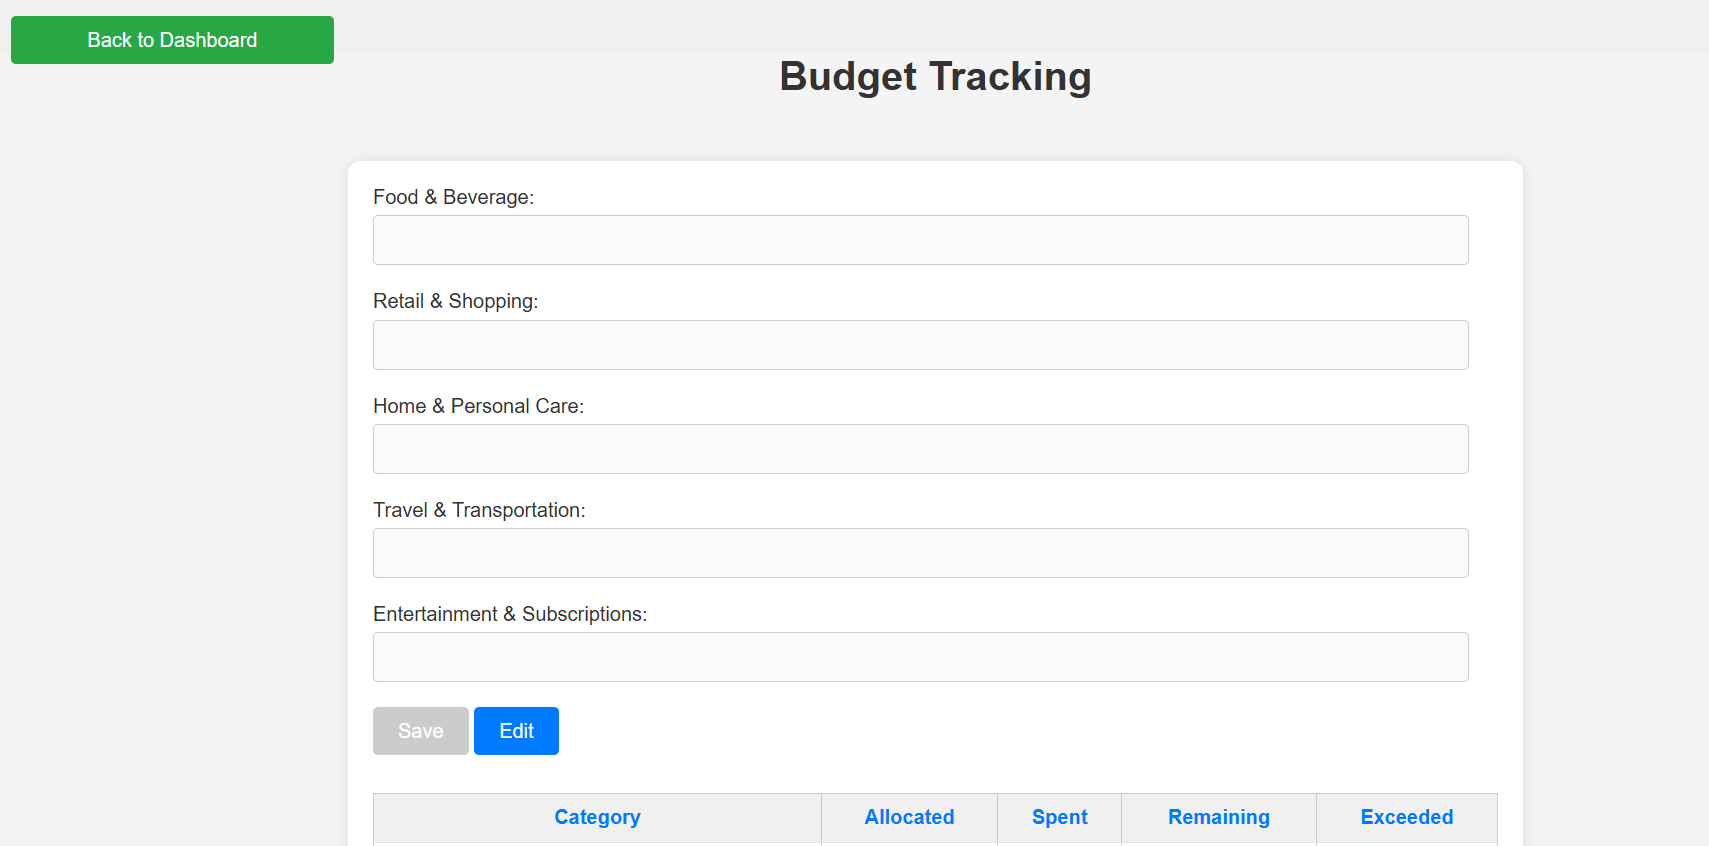 Back to Dashboard
Budget Tracking
Food & Beverage:
Retail & Shopping:
Home & Personal Care:
Travel & Transportation:
Entertainment & Subscriptions:
Save Edit
Category Allocated Spent Remaining Exceeded